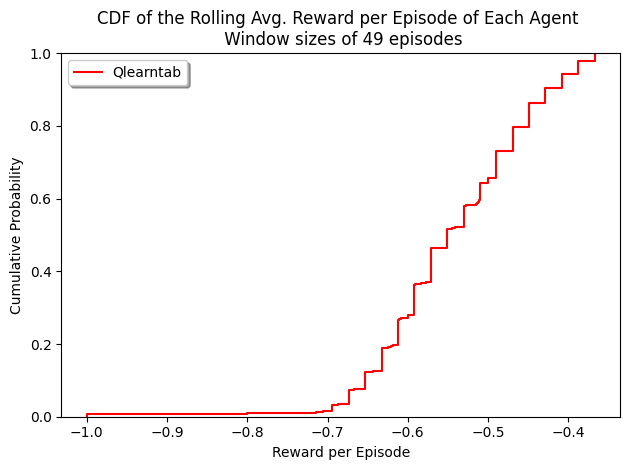 CDF of the Rolling Avg. Reward per Episode of Each Agent
Window sizes of 49 episodes
Qlearntab
Cumulative Probability
1.0
0.8
0.6
0.4
0.2
0.0
−1.0 −0.9 −0.8 −0.7 −0.6 −0.5 −0.4
Reward per Episode